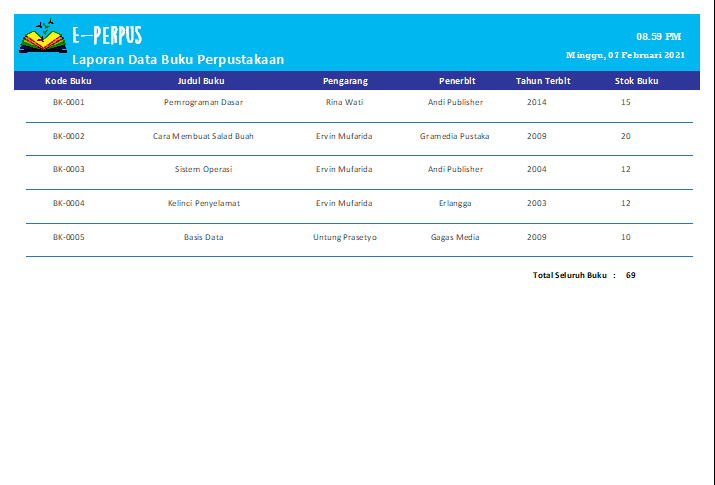 E-PERPUS
08.59 PM
Laporan Data Buku Perpustakaan
Minggu, 07 Februari 2021
Kode Buku Judul Buku Pengarang Penerbit Tahun Terbit Stok Buku
BK-0001 Pemrograman Dasar Rina Wati Andi Publisher 2014 15
BK-0002 Cara Membuat Salad Buah Ervin Mufarida Gramedia Pustaka 2009 20
BK-0003 Sistem Operasi Ervin Mufarida Andi Publisher 2004 12
BK-0004 Kelinci Penyelamat Ervin Mufarida Erlangga 2003 12
BK-0005 Basis Data Untung Prasetyo Gagas Media 2009 10
Total Seluruh Buku : 69